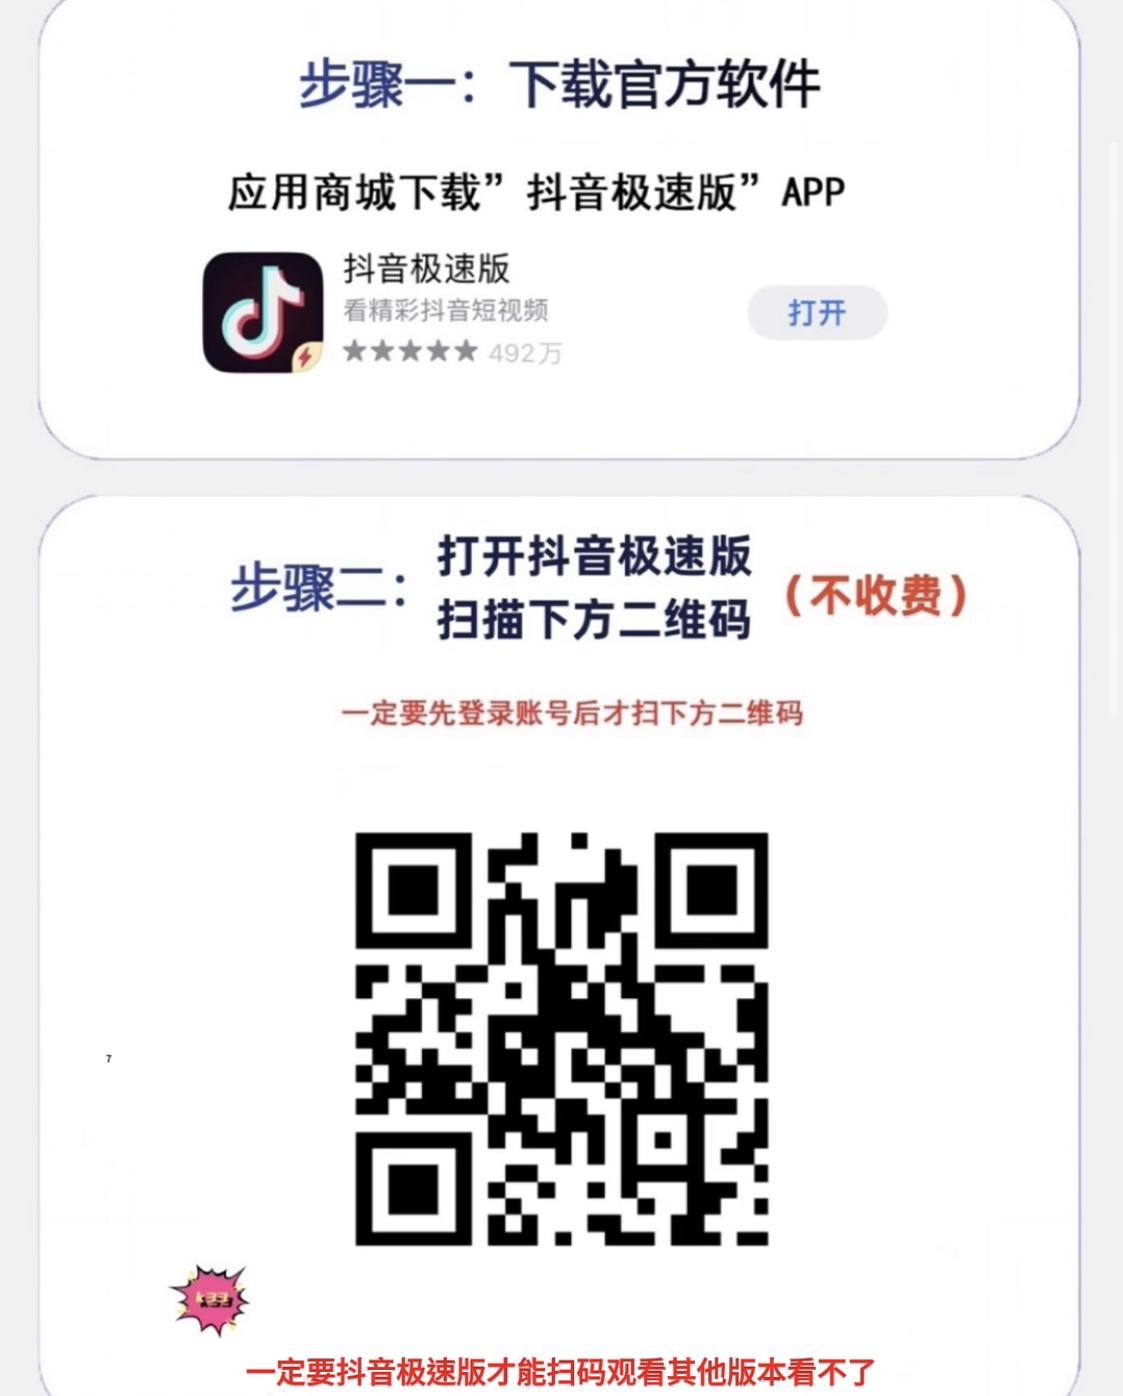 步骤一：下载官方软件
应用商城下载”抖音极速版”APP
抖音极速版
看精彩抖音短视频
492万
打开
步骤二：
打开抖音极速版
扫描下方二维码
（不收费）
一定要先登录账号后才扫下方二维码
7
k33
一定要抖音极速版才能扫码观看其他版本看不了